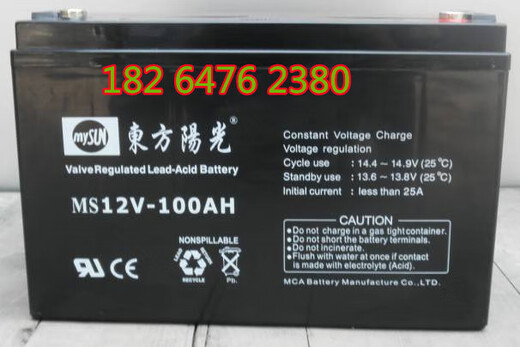 182 6476 2380
mySUN
東方陽光®
Valve Regulated Lead-Acid Battery
MS12V-100AH
Constant Voltage Charge
Voltage regulation
Cycle use : 14.4 ~ 14.9V (25℃)
Standby use : 13.6 ~ 13.8V (25℃)
Initial current : less than 25A
CAUTION
●Do not charge in a gas tight container.
●Do not short the battery terminals.
●Do not incinerate.
●Flush with water at once if contact
is made with electrolyte (Acid).
MCA Battery Manufacture Co.,LTD.
NONSPILLABLE
RU CE
RECYCLE
Pb.